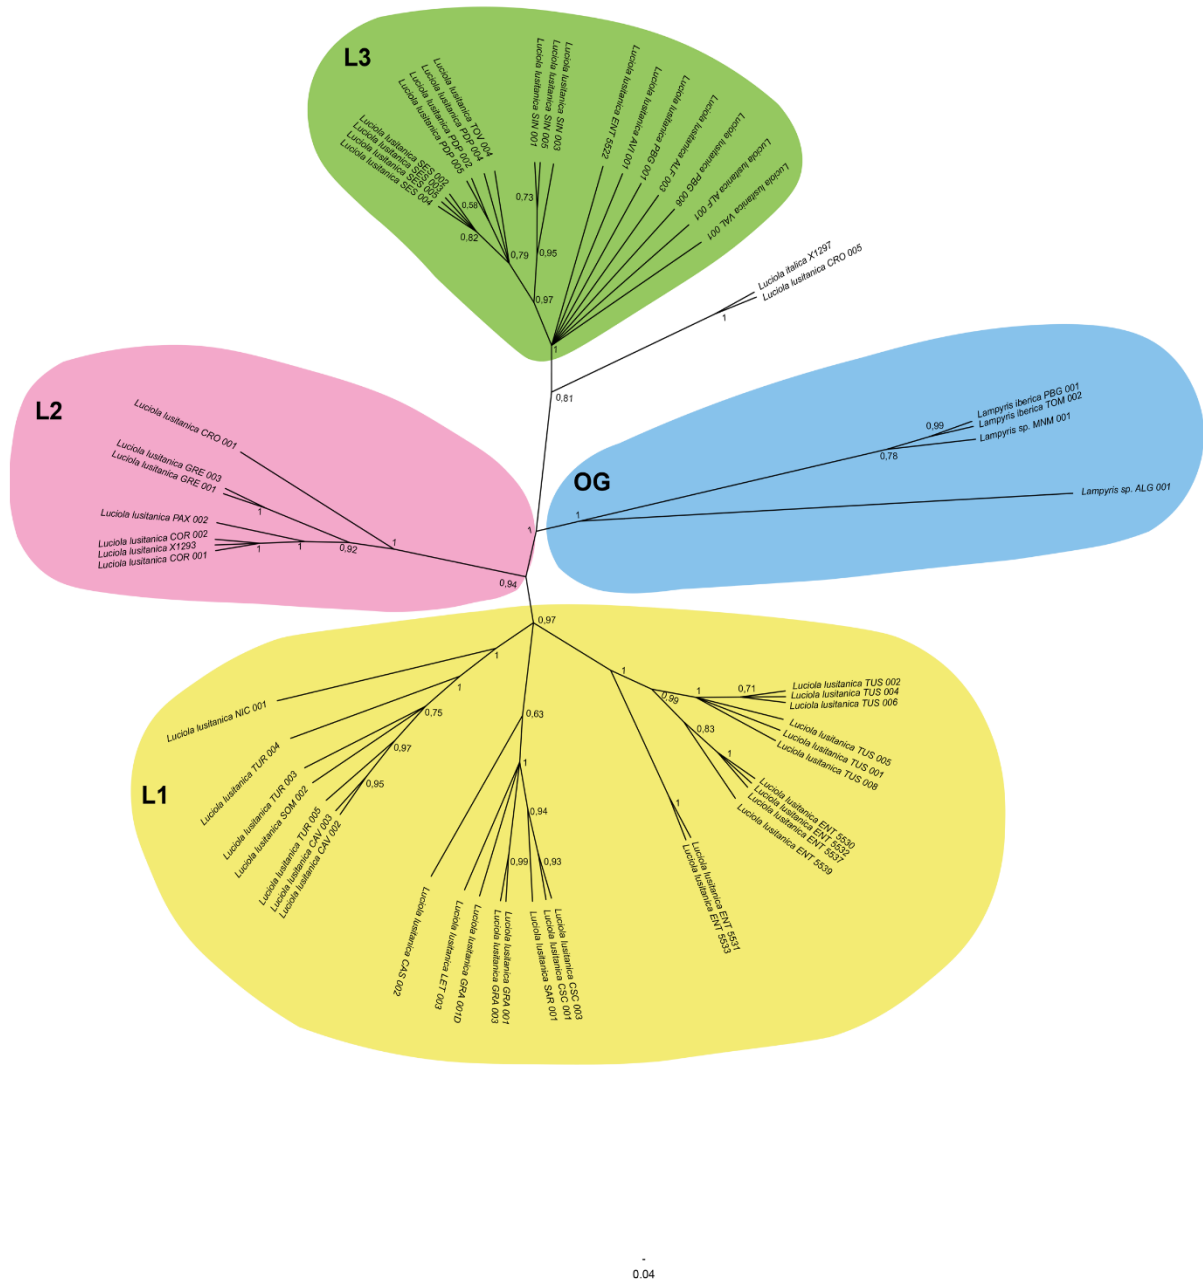 L3
Luciola lusitanica TOV 004
Luciola lusitanica PDP 004
Luciola lusitanica PDP 002
Luciola lusitanica PDP 005
Luciola lusitanica SES 002
Luciola lusitanica SES 003
Luciola lusitanica SES 005
Luciola lusitanica SES 004
Luciola lusitanica SIN 001
Luciola lusitanica SIN 005
Luciola lusitanica SIN 003
Luciola lusitanica ENT 5522
Luciola lusitanica AVI 001
Luciola lusitanica PBG 001
Luciola lusitanica ALF 003
Luciola lusitanica PBG 006
Luciola lusitanica ALF 001
Luciola lusitanica VAL 001
0,58
0,82
0,79
0,73
0,95
0,97
1
Luciola italica X1297
Luciola lusitanica CRO 005
1
0,81
L2
Luciola lusitanica CRO 001
Luciola lusitanica GRE 003
Luciola lusitanica GRE 001
Luciola lusitanica PAX 002
Luciola lusitanica COR 002
Luciola lusitanica X1293
Luciola lusitanica COR 001
1
1
1
0,92
1
0,94
1
OG
Lampyris iberica PBG 001
Lampyris iberica TOM 002
Lampyris sp. MNM 001
Lampyris sp. ALG 001
0,99
0,78
1
L1
0,97
1
1
0,75
0,97
0,95
Luciola lusitanica NIC 001
Luciola lusitanica TUR 004
Luciola lusitanica TUR 003
Luciola lusitanica SOM 002
Luciola lusitanica TUR 005
Luciola lusitanica CAV 003
Luciola lusitanica CAV 002
0,63
1
0,94
0,99
0,93
Luciola lusitanica CAS 002
Luciola lusitanica LET 003
Luciola lusitanica GRA 001D
Luciola lusitanica GRA 003
Luciola lusitanica GRA 001
Luciola lusitanica SAR 001
Luciola lusitanica CSC 001
Luciola lusitanica CSC 003
1
0,99
1
0,71
0,83
1
1
Luciola lusitanica TUS 002
Luciola lusitanica TUS 004
Luciola lusitanica TUS 006
Luciola lusitanica TUS 005
Luciola lusitanica TUS 001
Luciola lusitanica TUS 008
Luciola lusitanica ENT 5530
Luciola lusitanica ENT 5532
Luciola lusitanica ENT 5537
Luciola lusitanica ENT 5539
Luciola lusitanica ENT 5531
Luciola lusitanica ENT 5533
0.04